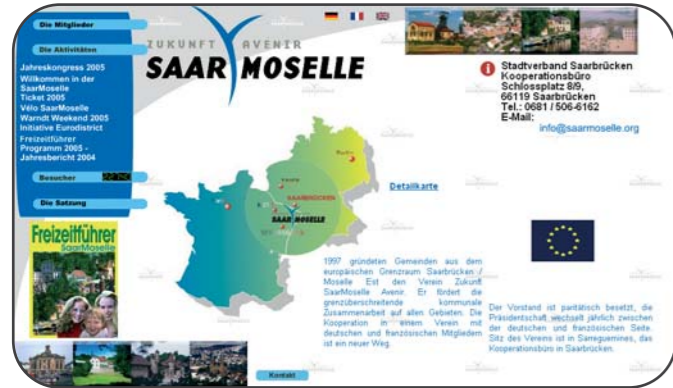 Die Mitglieder
Die Aktivitäten
Jahreskongress 2005
Willkommen in der
SaarMoselle
Ticket 2005
Vélo SaarMoselle
Warndt Weekend 2005
Initiative Eurodistrict
Freizeitführer
Programm 2005 -
Jahresbericht 2004
Besucher
Die Satzung
Freizeitführer
SaarMoselle
ZUKUNFT AVENIR
SAAR MOSELLE
Stadtverband Saarbrücken
Kooperationsbüro
Schlossplatz 8/9,
66119 Saarbrücken
Tel.: 0681 / 506-6162
E-Mail:
info@saarmoselle.org
SAARBRÜCKEN
SAAR MOSELLE
Detailkarte
1997 gründeten Gemeinden aus dem
europäischen Grenzraum Saarbrücken /
Moselle Est den Verein Zukunft
SaarMoselle Avenir. Er fördert die
grenzüberschreitende kommunale
Zusammenarbeit auf allen Gebieten. Die
Kooperation in einem Verein mit
deutschen und französischen Mitgliedern
ist ein neuer Weg.
Der Vorstand ist paritätisch besetzt, die
Präsidentschaft wechselt jährlich zwischen
der deutschen und französischen Seite.
Sitz des Vereins ist in Sarreguemines, das
Kooperationsbüro in Saarbrücken.
Kontakt